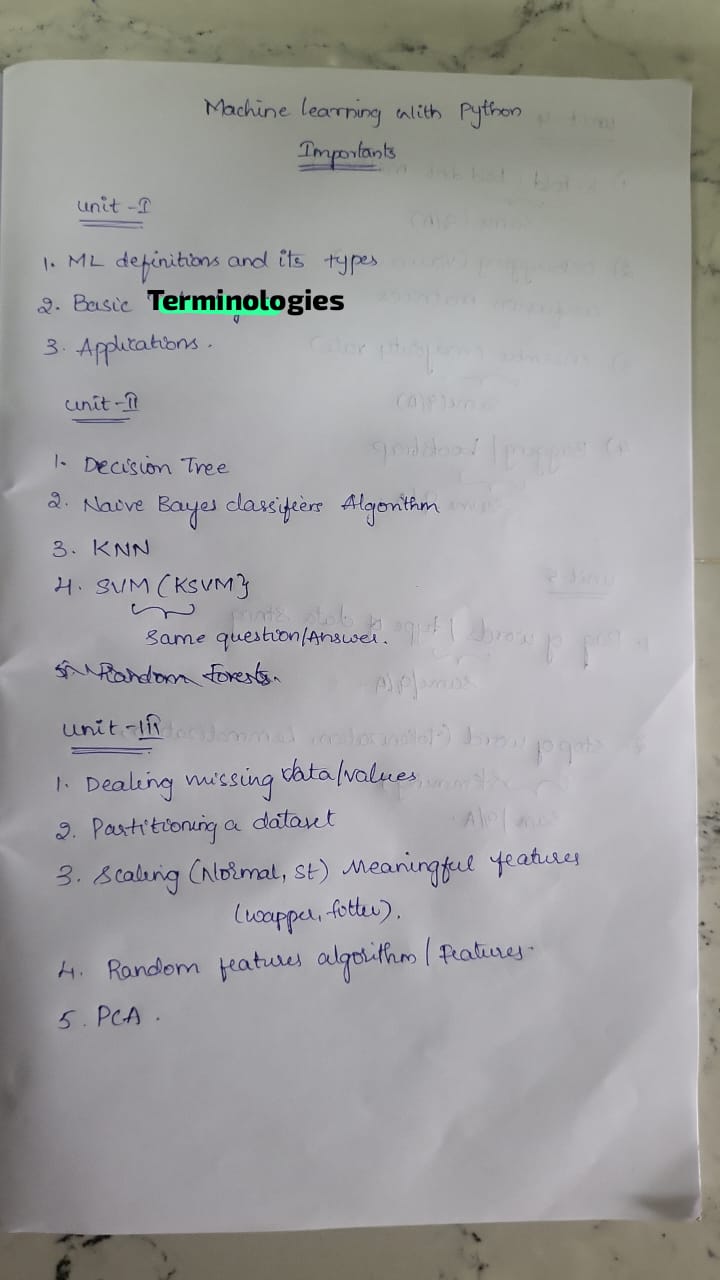 Machine learning with Python
Importants
unit - I
1. ML definitions and its types
2. Basic Terminologies
3. Applications.
unit - II
1. Decision Tree
2. Naive Bayes classifiers Algorithm
3. KNN
4. SVM (KSVM}
Same question/Answer.
5. Random forests.
unit - III
1. Dealing missing data/values
2. Partitioning a dataset
3. Scaling (Normal, St) Meaningful features
(wapper, fotter).
4. Random features algorithm / Features.
5. PCA.